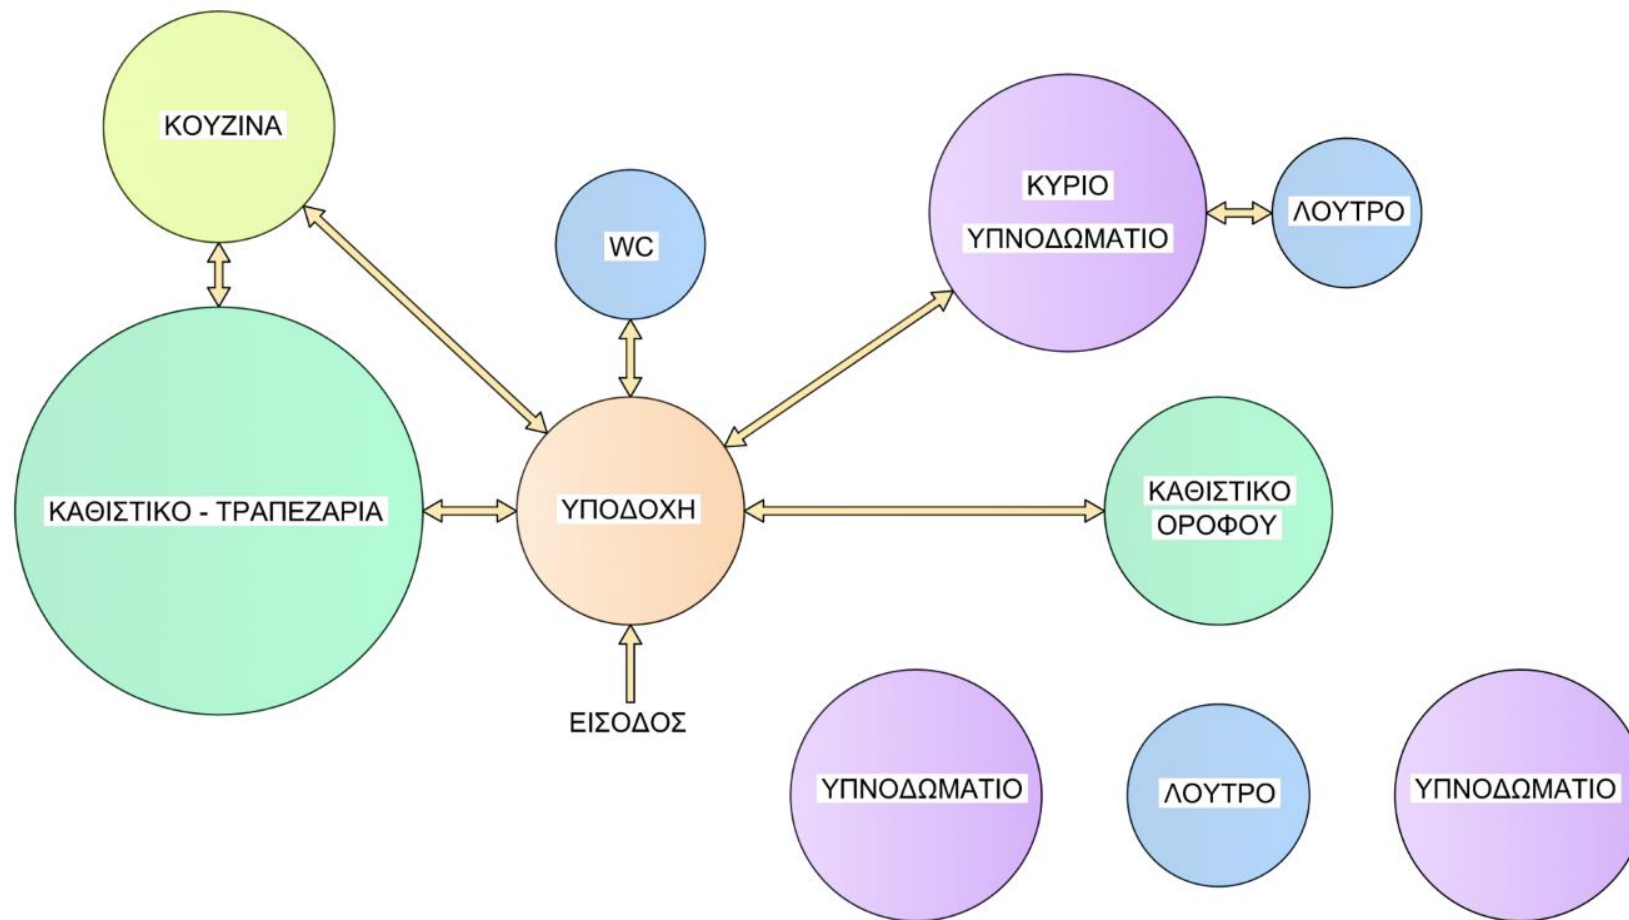 ΚΟΥΖΙΝΑ
WC
ΚΥΡΙΟ
ΥΠΝΟΔΩΜΑΤΙΟ
ΛΟΥΤΡΟ
ΚΑΘΙΣΤΙΚΟ - ΤΡΑΠΕΖΑΡΙΑ
ΥΠΟΔΟΧΗ
ΚΑΘΙΣΤΙΚΟ
ΟΡΟΦΟΥ
ΕΙΣΟΔΟΣ
ΥΠΝΟΔΩΜΑΤΙΟ
ΛΟΥΤΡΟ
ΥΠΝΟΔΩΜΑΤΙΟ